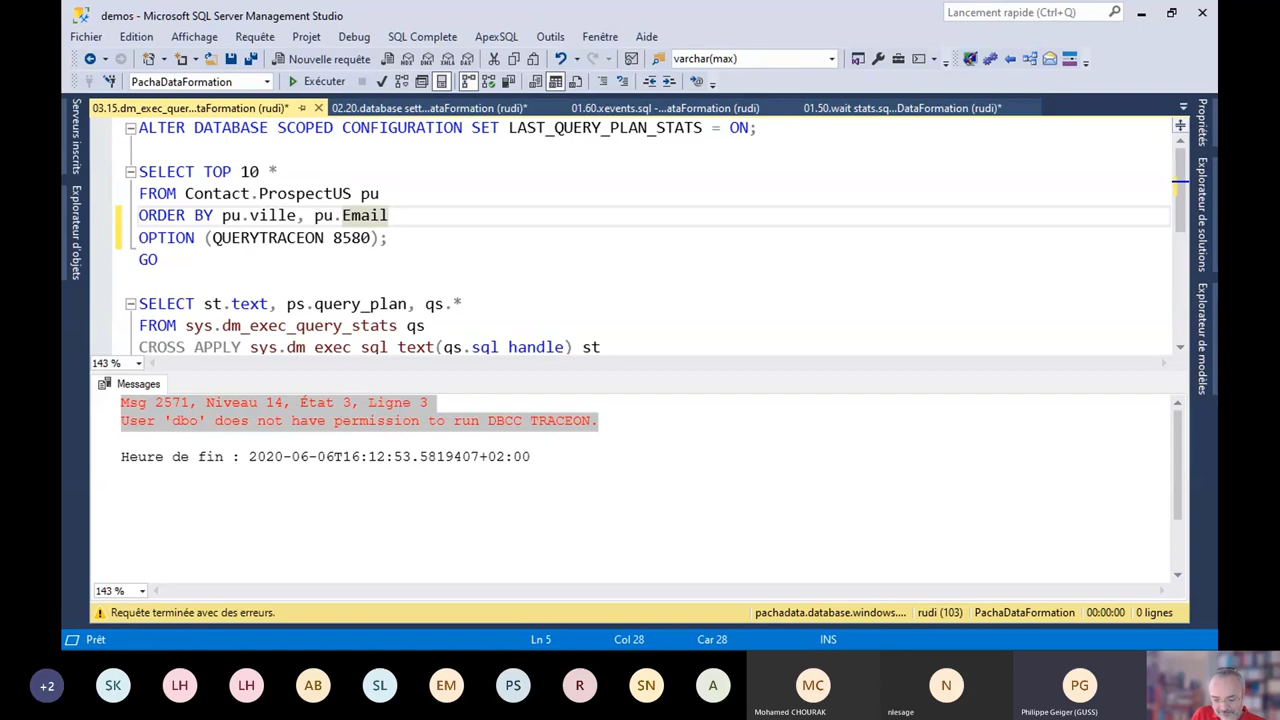 demos - Microsoft SQL Server Management Studio
Lancement rapide (Ctrl+Q)
Fichier Edition Affichage Requête Projet Debug SQL Complete ApexSQL Outils Fenêtre Aide
Nouvelle requête varchar(max)
PachaDataFormation Exécuter
03.15.dm_exec_quer...taFormation (rudi)* 02.20.database sett...ataFormation (rudi)* 01.60.xevents.sql -...ataFormation (rudi) 01.50.wait stats.sq...DataFormation (rudi)*
Serveurs inscrits
Explorateur d'objets
Propriétés
Explorateur de solutions
Explorateur de modèles
ALTER DATABASE SCOPED CONFIGURATION SET LAST_QUERY_PLAN_STATS = ON;
SELECT TOP 10 *
FROM Contact.ProspectUS pu
ORDER BY pu.ville, pu.Email
OPTION (QUERYTRACEON 8580);
GO
SELECT st.text, ps.query_plan, qs.*
FROM sys.dm_exec_query_stats qs
CROSS APPLY sys.dm_exec_sql_text(qs.sql_handle) st
143 %
Messages
Msg 2571, Niveau 14, État 3, Ligne 3
User 'dbo' does not have permission to run DBCC TRACEON.
Heure de fin : 2020-06-06T16:12:53.5819407+02:00
143 %
Requête terminée avec des erreurs. pachadata.database.windows.... rudi (103) PachaDataFormation 00:00:00 0 lignes
Prêt Ln 5 Col 28 Car 28 INS
+2 SK LH LH AB SL EM PS R SN A MC N PG
Mohamed CHOURAK nlesage Philippe Geiger (GUSS)